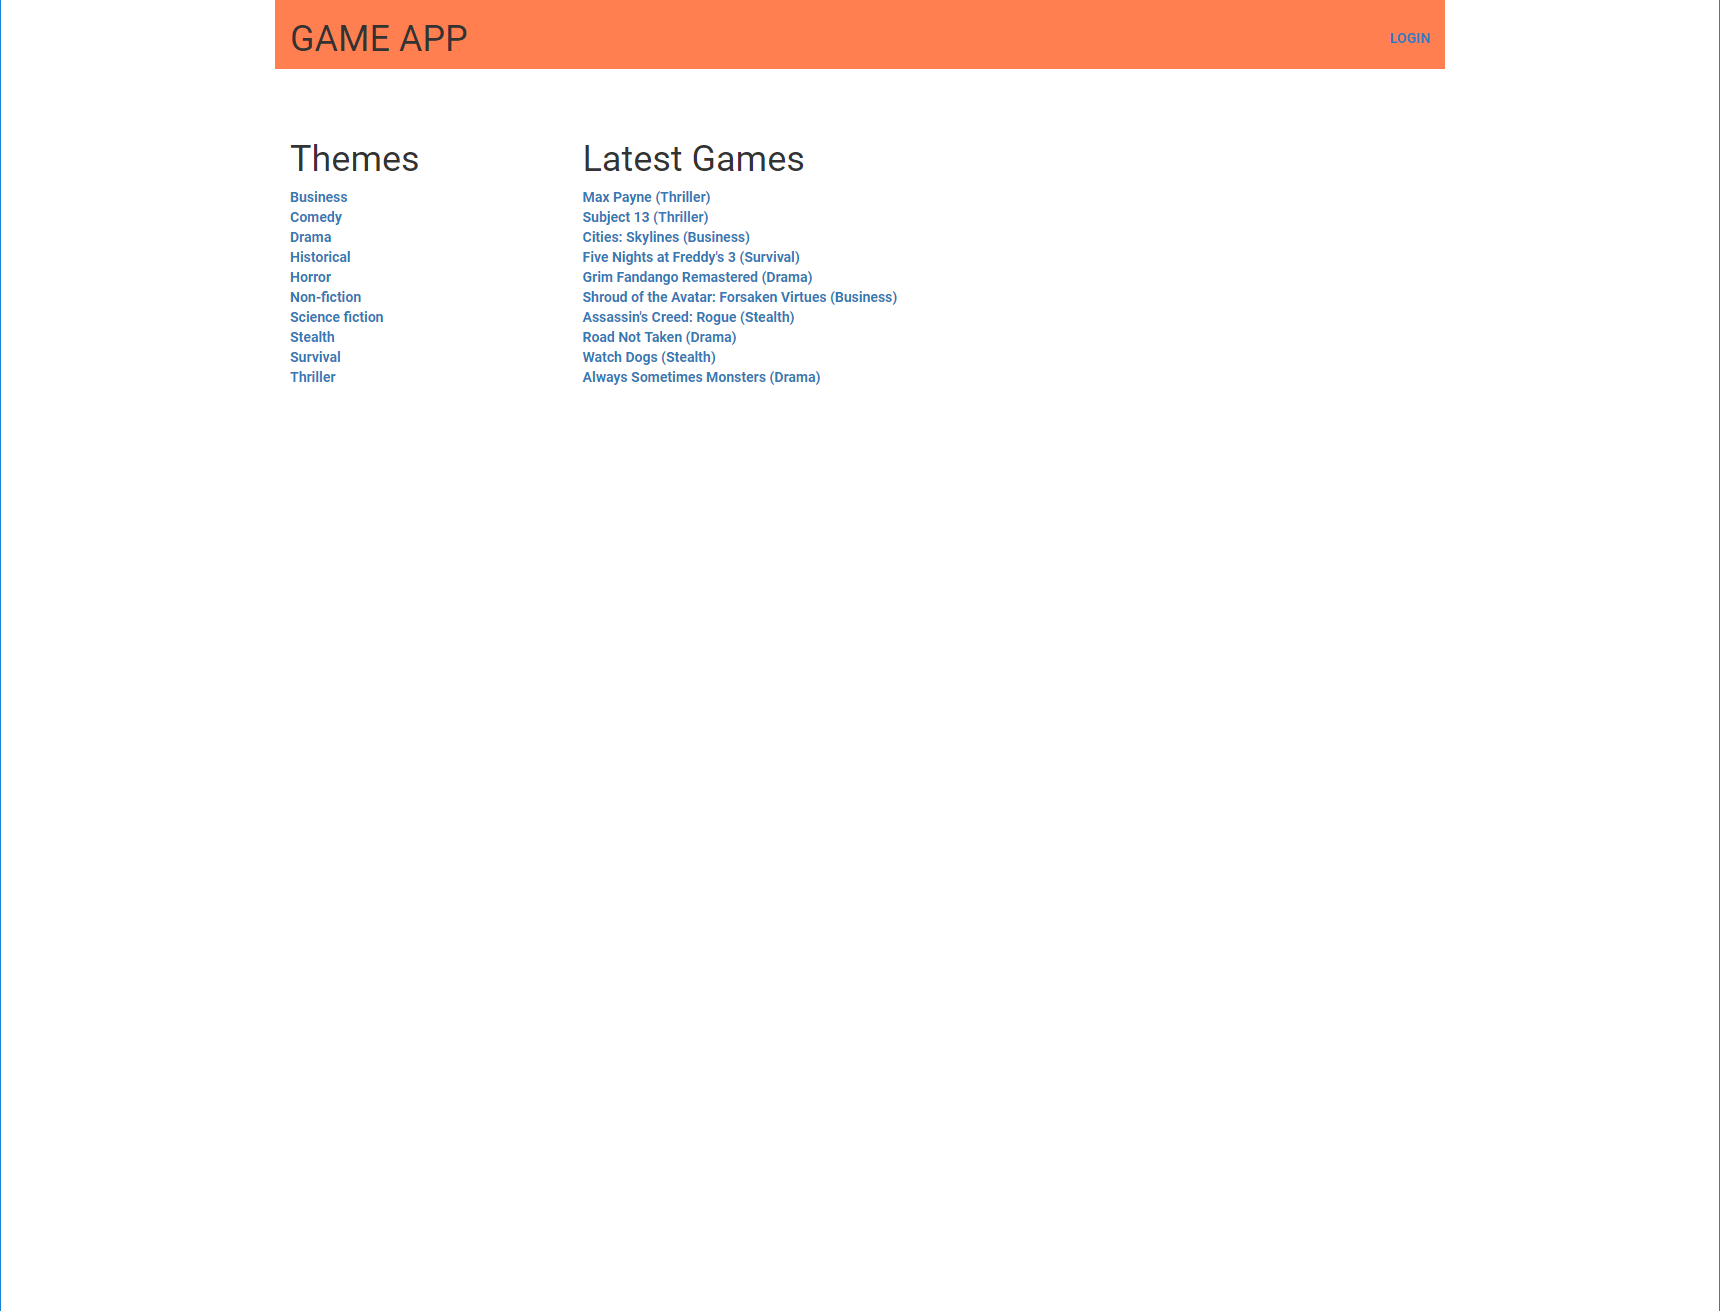 GAME APP
LOGIN
Themes
Business
Comedy
Drama
Historical
Horror
Non-fiction
Science fiction
Stealth
Survival
Thriller
Latest Games
Max Payne (Thriller)
Subject 13 (Thriller)
Cities: Skylines (Business)
Five Nights at Freddy's 3 (Survival)
Grim Fandango Remastered (Drama)
Shroud of the Avatar: Forsaken Virtues (Business)
Assassin's Creed: Rogue (Stealth)
Road Not Taken (Drama)
Watch Dogs (Stealth)
Always Sometimes Monsters (Drama)